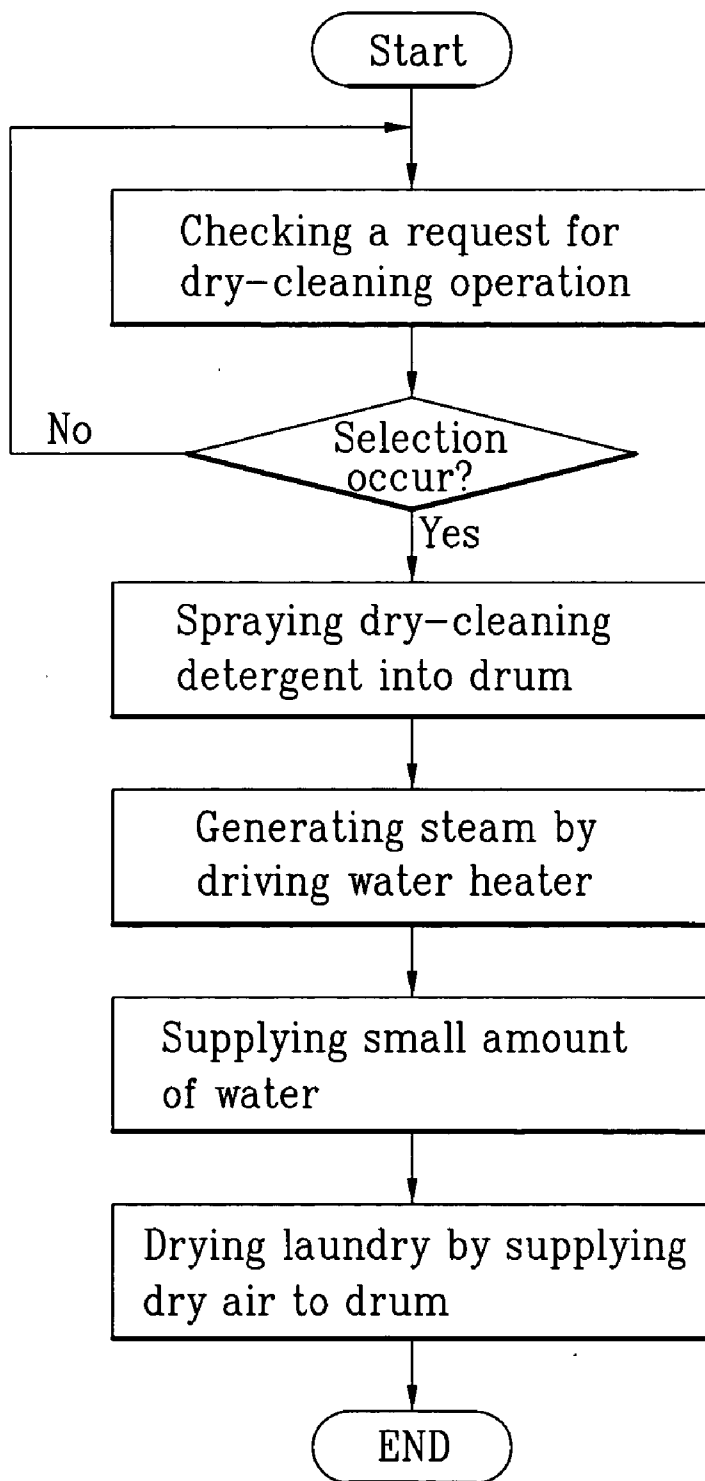 Start
Checking a request for
dry-cleaning operation
No
Selection
occur?
Yes
Spraying dry-cleaning
detergent into drum
Generating steam by
driving water heater
Supplying small amount
of water
Drying laundry by supplying
dry air to drum
END